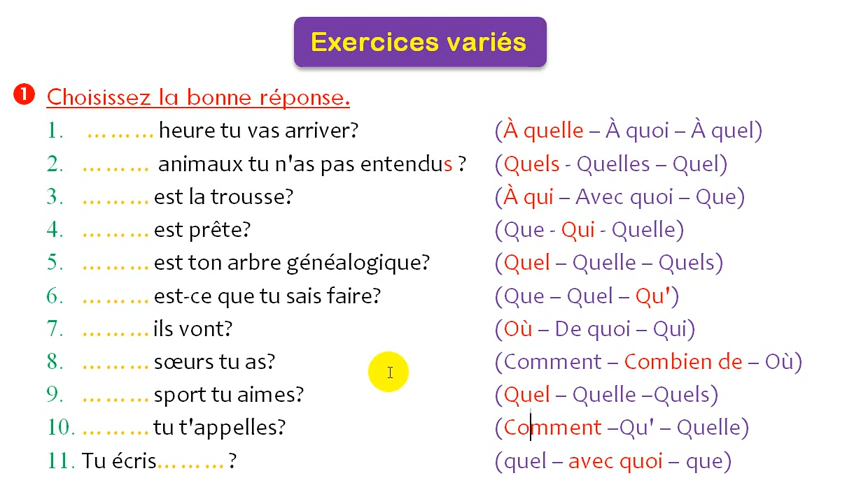 Exercices variés
❶ Choisissez la bonne réponse.
1. ……… heure tu vas arriver? (À quelle – À quoi – À quel)
2. ……… animaux tu n'as pas entendus ? (Quels - Quelles – Quel)
3. ……… est la trousse? (À qui – Avec quoi – Que)
4. ……… est prête? (Que - Qui - Quelle)
5. ……… est ton arbre généalogique? (Quel – Quelle – Quels)
6. ……… est-ce que tu sais faire? (Que – Quel – Qu')
7. ……… ils vont? (Où – De quoi – Qui)
8. ……… sœurs tu as? (Comment – Combien de – Où)
9. ……… sport tu aimes? (Quel – Quelle –Quels)
10. ……… tu t'appelles? (Comment –Qu' – Quelle)
11. Tu écris……… ? (quel – avec quoi – que)